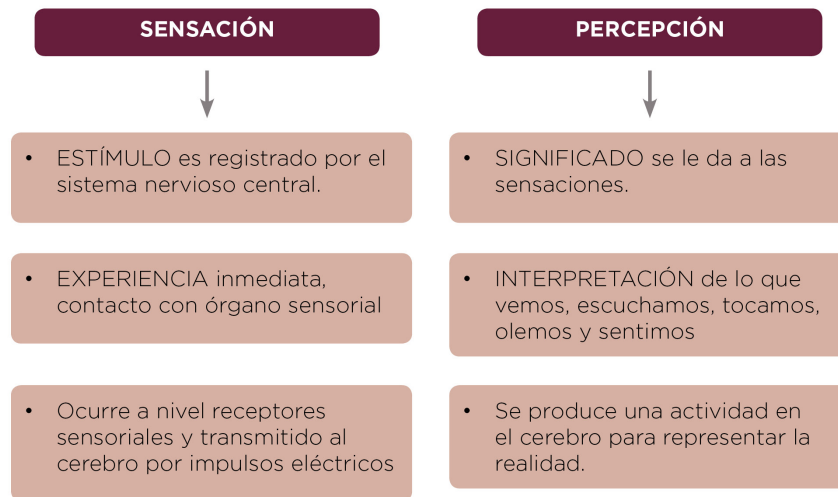 SENSACIÓN
• ESTÍMULO es registrado por el
sistema nervioso central.
• EXPERIENCIA inmediata,
contacto con órgano sensorial
• Ocurre a nivel receptores
sensoriales y transmitido al
cerebro por impulsos eléctricos
PERCEPCIÓN
• SIGNIFICADO se le da a las
sensaciones.
• INTERPRETACIÓN de lo que
vemos, escuchamos, tocamos,
olemos y sentimos
• Se produce una actividad en
el cerebro para representar la
realidad.